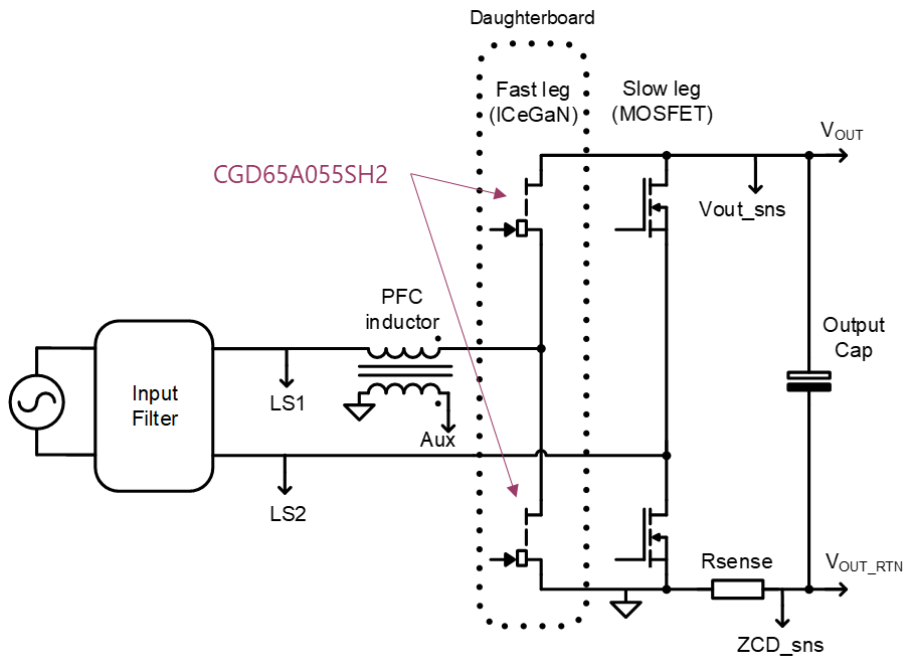 Daughterboard
Fast leg
(ICeGaN)
Slow leg
(MOSFET)
VOUT
CGD65A055SH2
Vout_sns
PFC
inductor
Output
Cap
Input
Filter
LS1
Aux
LS2
Rsense
VOUT_RTN
ZCD_sns